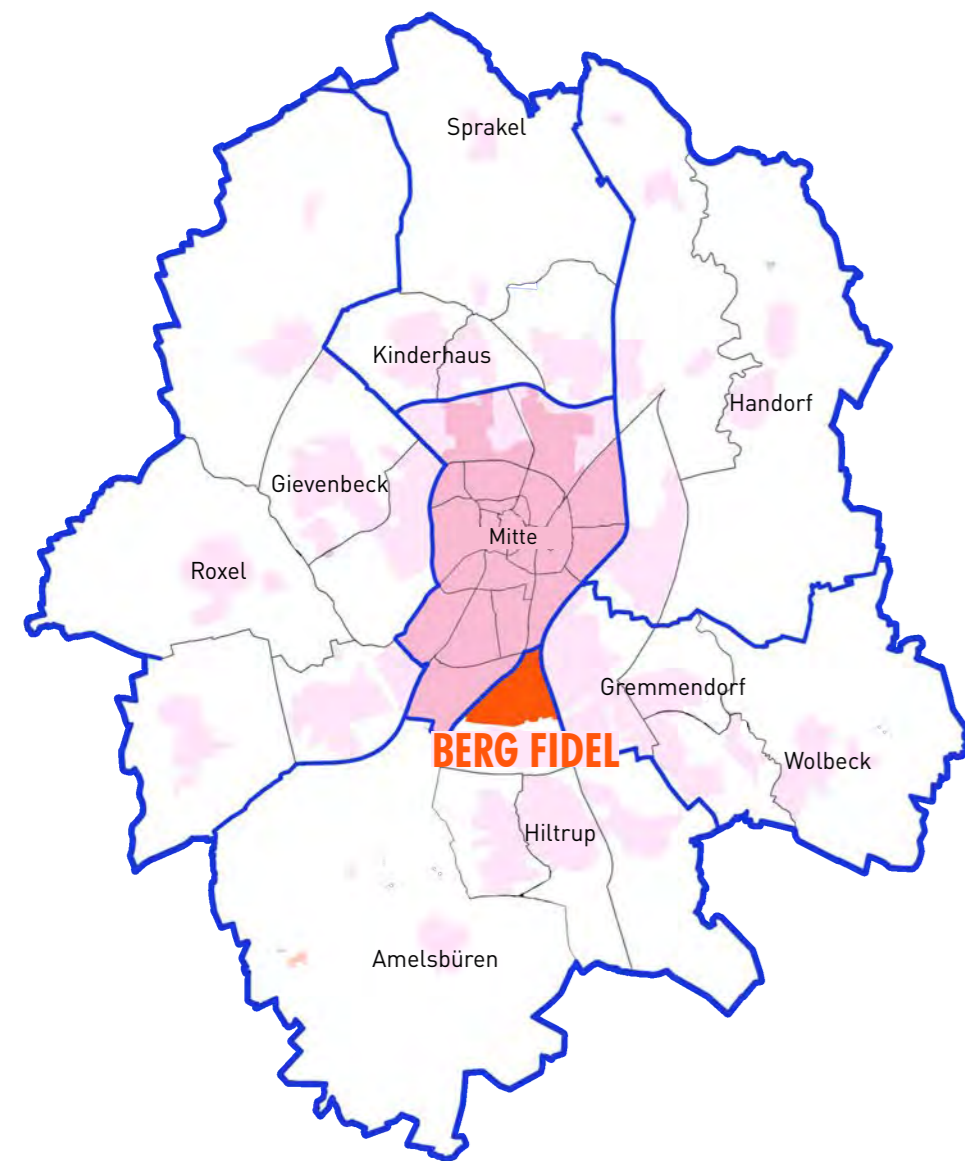 Sprakel
Kinderhaus
Handorf
Gievenbeck
Mitte
Roxel
Gremmendorf
BERG FIDEL
Wolbeck
Hiltrup
Amelsbüren